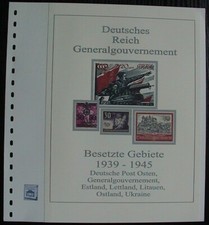 Deutsches
Reich
Generalgouvernement
Besetzte Gebiete
1939 - 1945
Deutsche Post Osten,
Generalgouvernement,
Estland, Lettland, Litauen,
Ostland, Ukraine